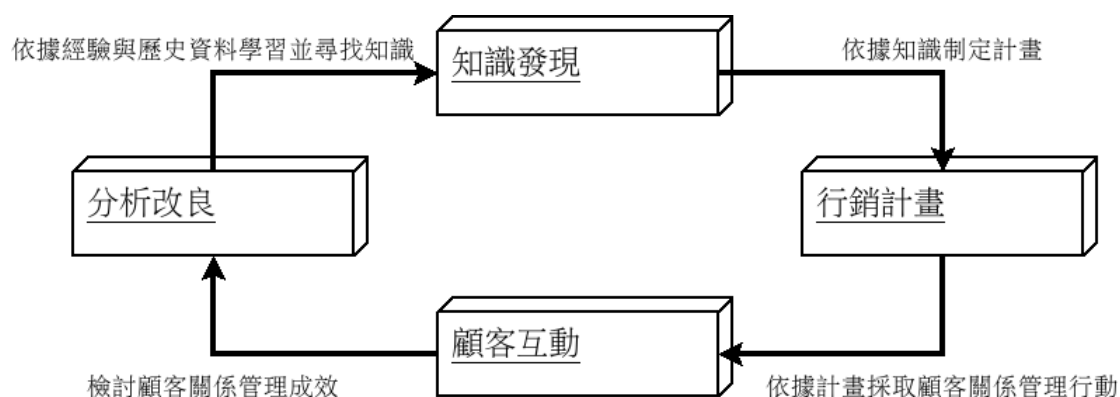 依據經驗與歷史資料學習並尋找知識
知識發現
依據知識制定計畫
分析改良
行銷計畫
顧客互動
檢討顧客關係管理成效
依據計畫採取顧客關係管理行動